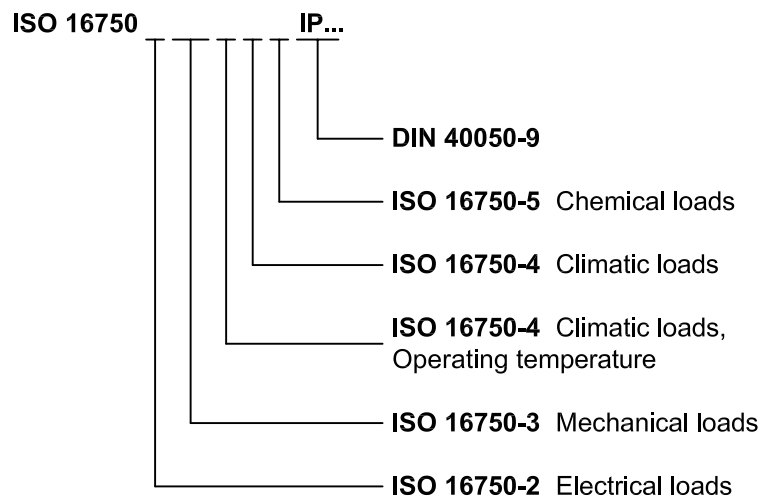 ISO 16750 _ _ _ _ _ IP...
DIN 40050-9
ISO 16750-5 Chemical loads
ISO 16750-4 Climatic loads
ISO 16750-4 Climatic loads,
Operating temperature
ISO 16750-3 Mechanical loads
ISO 16750-2 Electrical loads